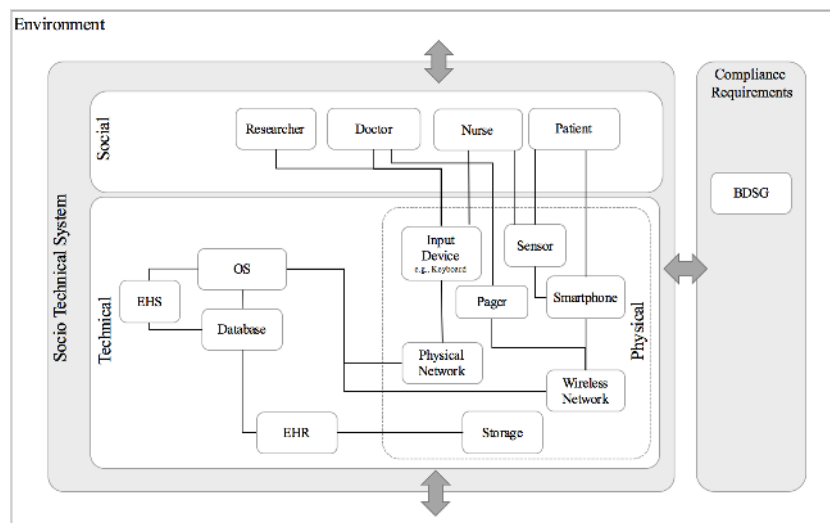 Environment
Compliance
Requirements
BDSG
Socio Technical System
Social
Researcher
Doctor
Nurse
Patient
Technical
Physical
Input
Device
e.g., Keyboard
Sensor
OS
EHS
Database
Pager
Smartphone
Physical
Network
Wireless
Network
EHR
Storage